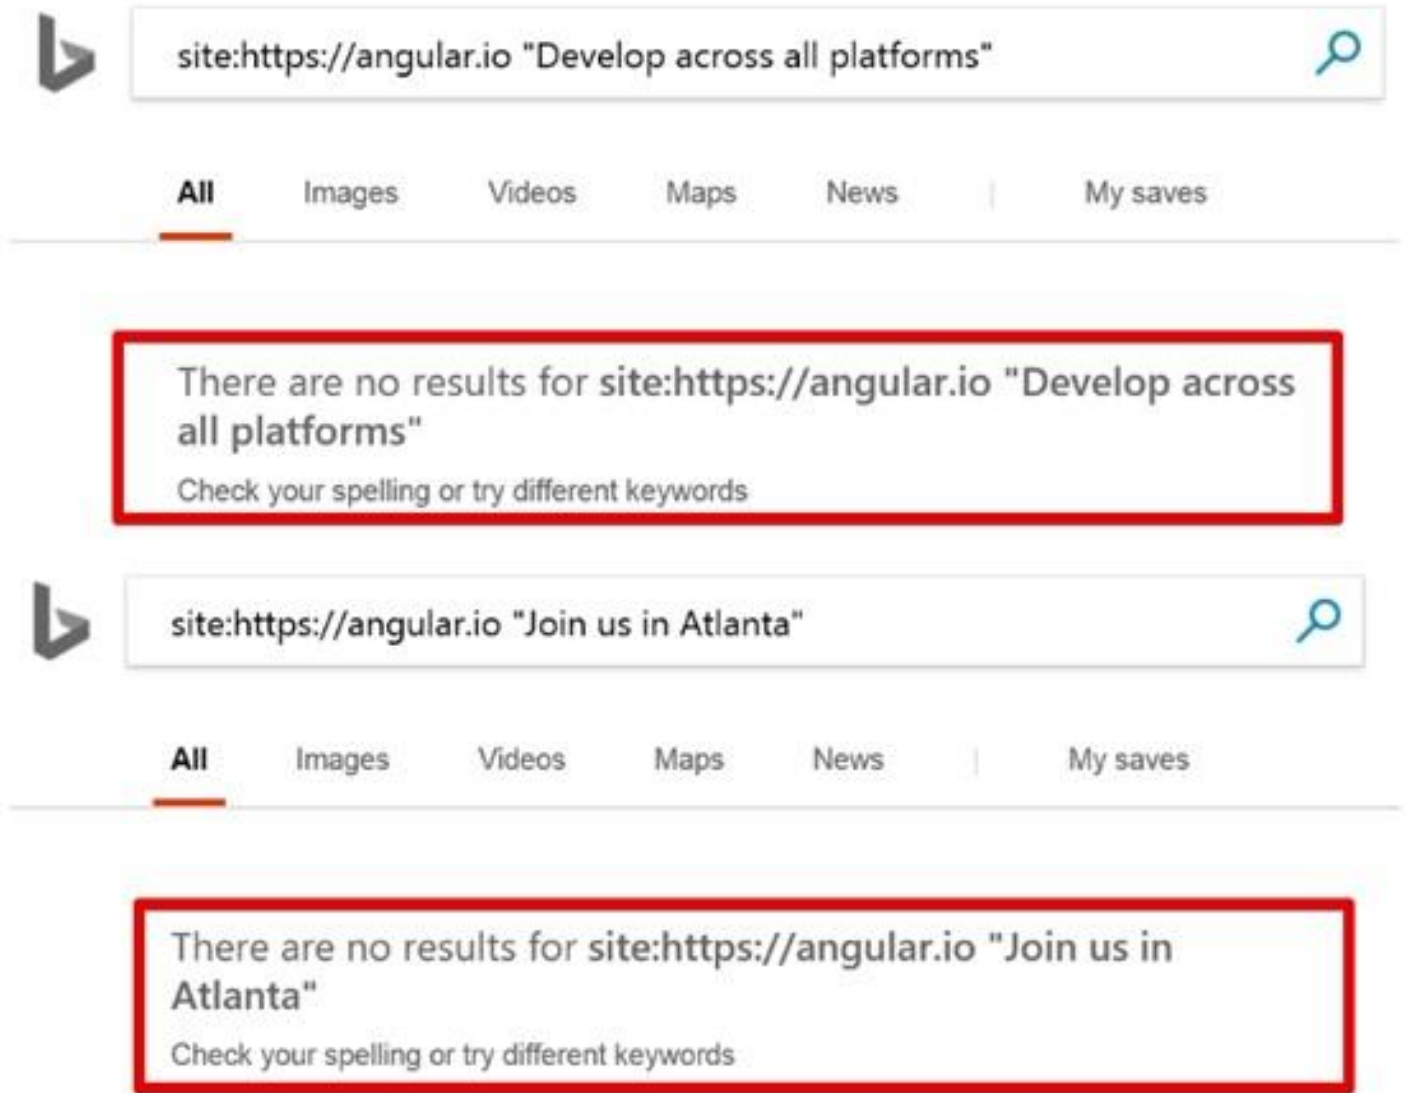 site:https://angular.io "Develop across all platforms"
All Images Videos Maps News | My saves
There are no results for site:https://angular.io "Develop across
all platforms"
Check your spelling or try different keywords
site:https://angular.io "Join us in Atlanta"
All Images Videos Maps News | My saves
There are no results for site:https://angular.io "Join us in
Atlanta"
Check your spelling or try different keywords